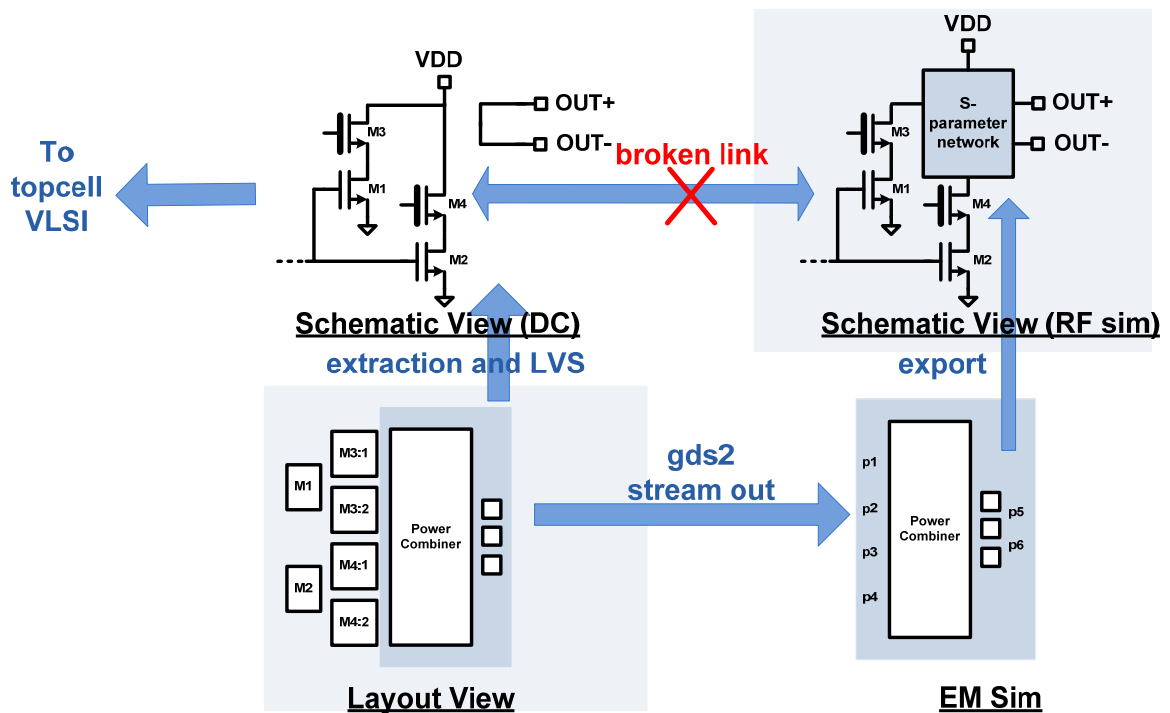 VDD
OUT+
OUT-
M3
M1
M4
M2
To
topcell
VLSI
broken link
VDD
S-
parameter
network
OUT+
OUT-
M3
M1
M4
M2
Schematic View (DC)
Schematic View (RF sim)
extraction and LVS
export
M1
M2
M3:1
M3:2
M4:1
M4:2
Power
Combiner
gds2
stream out
p1
p2
p3
p4
Power
Combiner
p5
p6
Layout View
EM Sim